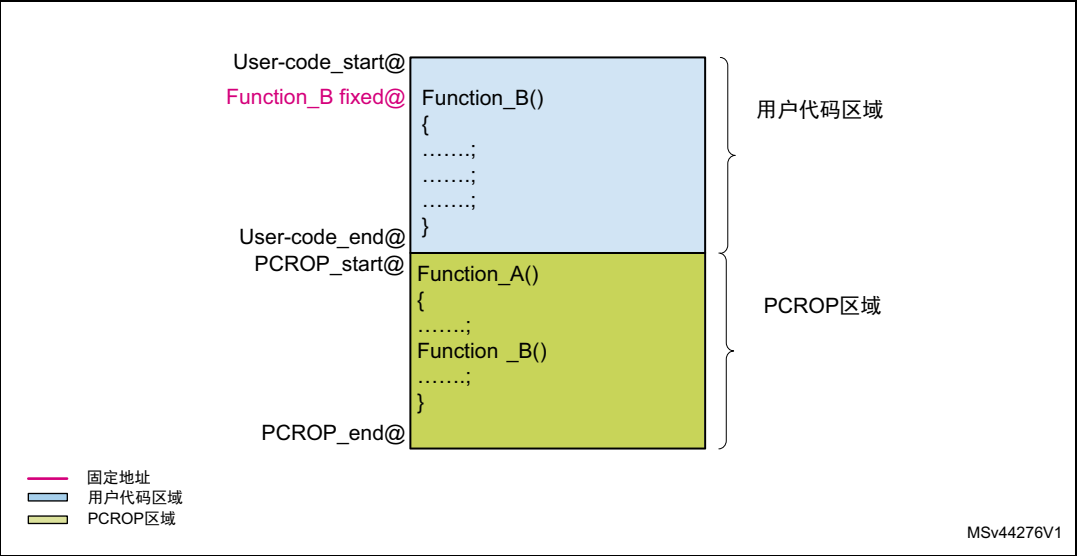 User-code_start@
Function_B fixed@
Function_B()
{
…….;
…….;
…….;
}
用户代码区域
User-code_end@
PCROP_start@
Function_A()
{
…….;
Function _B()
…….;
}
PCROP区域
PCROP_end@
固定地址
用户代码区域
PCROP区域
MSv44276V1